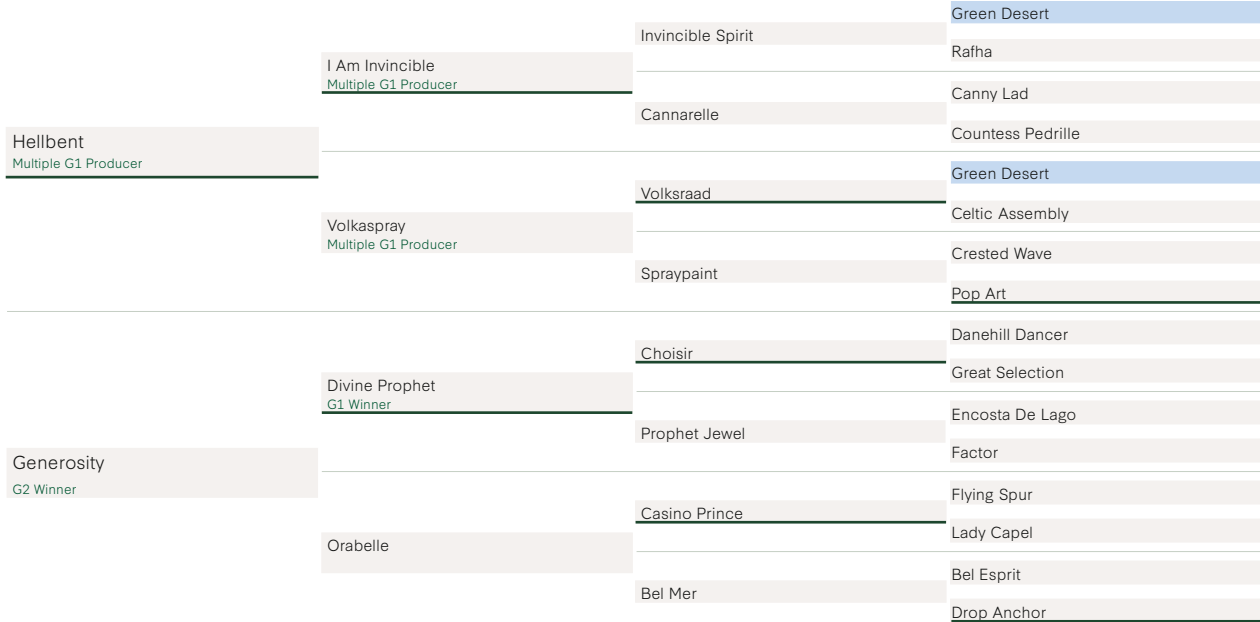 Hellbent
Multiple G1 Producer
Generosity
G2 Winner
I Am Invincible
Multiple G1 Producer
Volkaspray
Multiple G1 Producer
Divine Prophet
G1 Winner
Orabelle
Invincible Spirit
Cannarelle
Volksraad
Spraypaint
Choisir
Prophet Jewel
Casino Prince
Bel Mer
Green Desert
Rafha
Canny Lad
Countess Pedrille
Green Desert
Celtic Assembly
Crested Wave
Pop Art
Danehill Dancer
Great Selection
Encosta De Lago
Factor
Flying Spur
Lady Capel
Bel Esprit
Drop Anchor